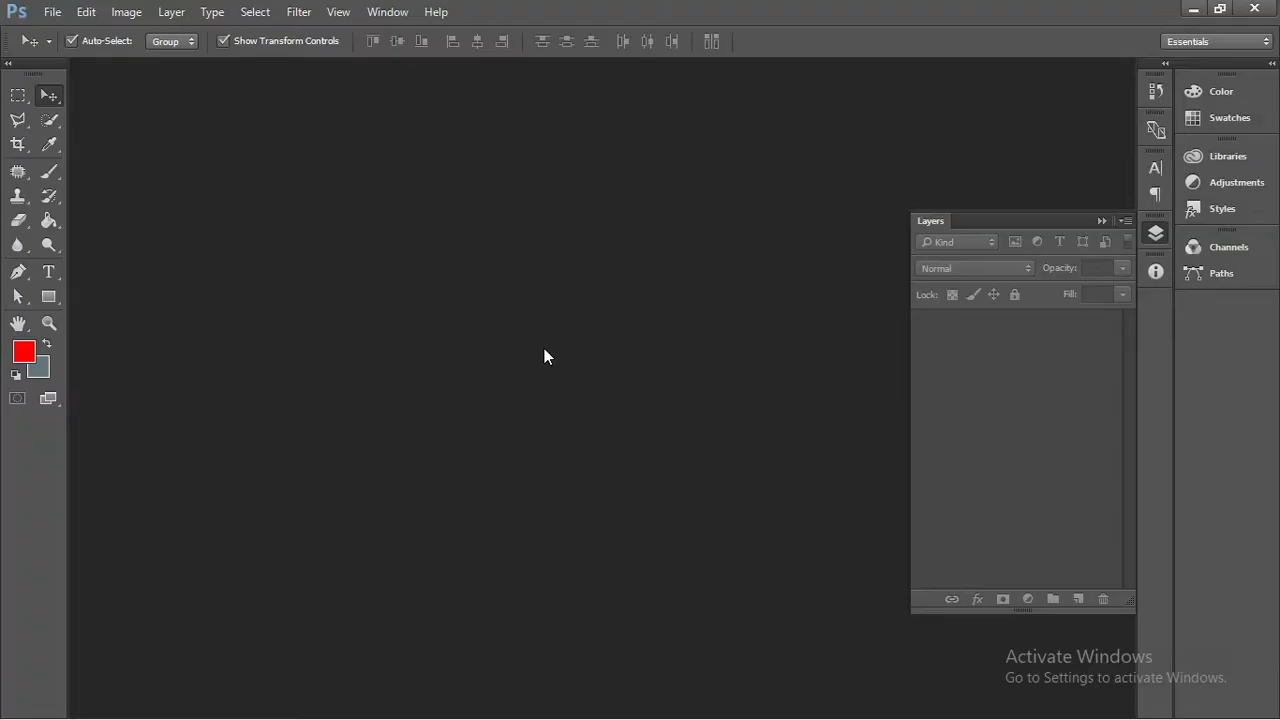 Ps File Edit Image Layer Type Select Filter View Window Help
Auto-Select: Group Show Transform Controls Essentials
Color
Swatches
Libraries
Adjustments
Styles
Channels
Paths
Layers
Kind
Normal Opacity:
Lock: Fill:
Activate Windows
Go to Settings to activate Windows.